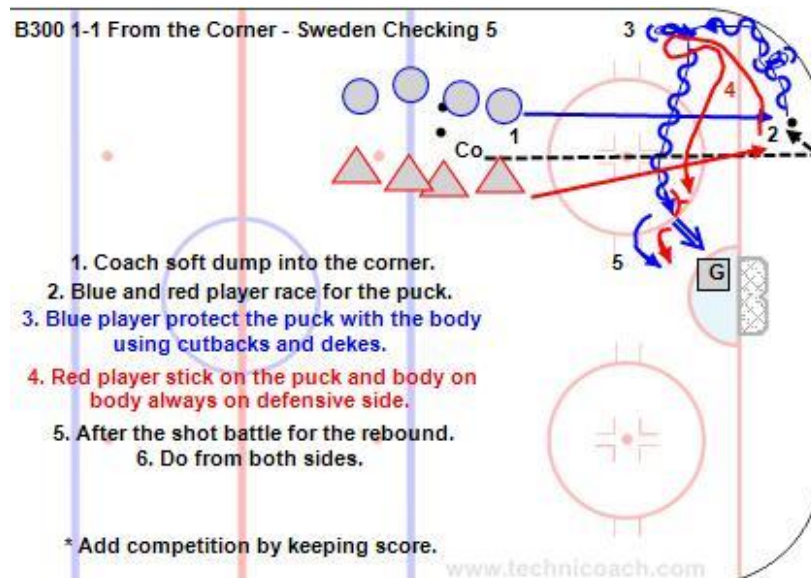 B300 1-1 From the Corner - Sweden Checking 5
3
4
1
2
Co
1. Coach soft dump into the corner.
5
G
2. Blue and red player race for the puck.
3. Blue player protect the puck with the body
using cutbacks and dekes.
4. Red player stick on the puck and body on
body always on defensive side.
5. After the shot battle for the rebound.
6. Do from both sides.
* Add competition by keeping score.
www.technicoach.com